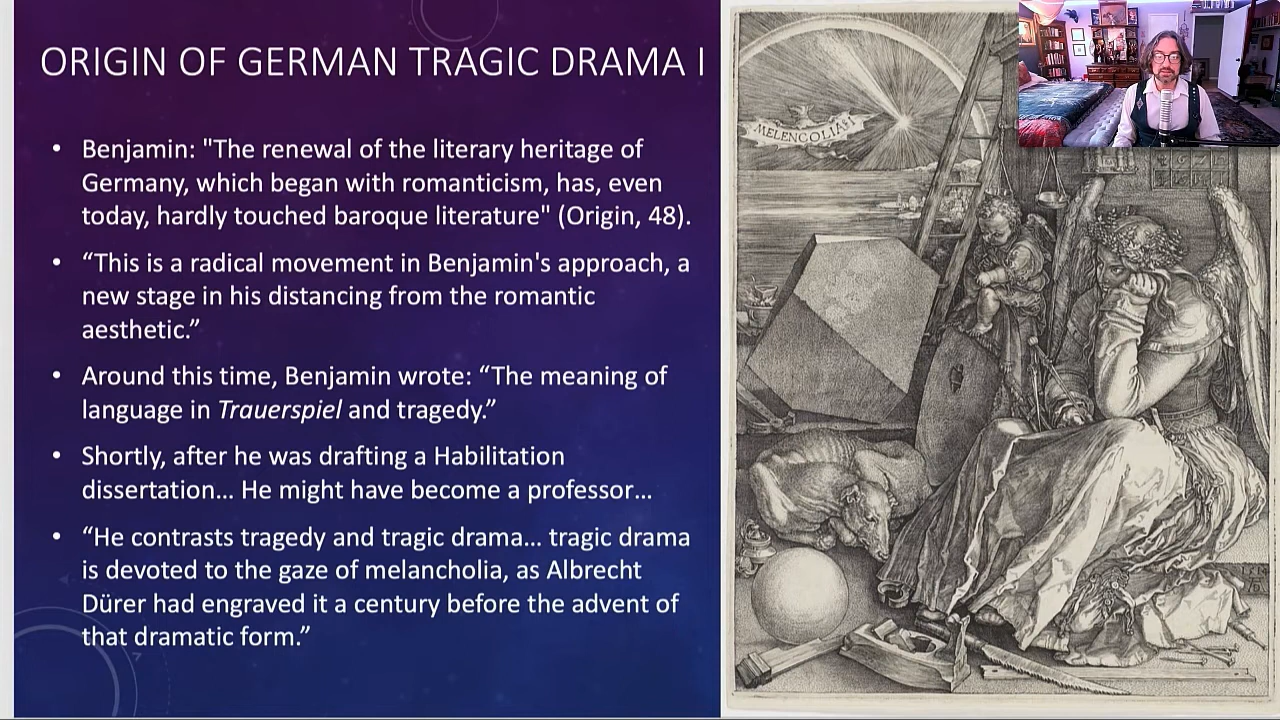 ORIGIN OF GERMAN TRAGIC DRAMA I
• Benjamin: "The renewal of the literary heritage of
Germany, which began with romanticism, has, even
today, hardly touched baroque literature" (Origin, 48).
• “This is a radical movement in Benjamin's approach, a
new stage in his distancing from the romantic
aesthetic.”
• Around this time, Benjamin wrote: “The meaning of
language in Trauerspiel and tragedy.”
• Shortly, after he was drafting a Habilitation
dissertation… He might have become a professor…
• “He contrasts tragedy and tragic drama… tragic drama
is devoted to the gaze of melancholia, as Albrecht
Dürer had engraved it a century before the advent of
that dramatic form.”
MELENCOLIA§I